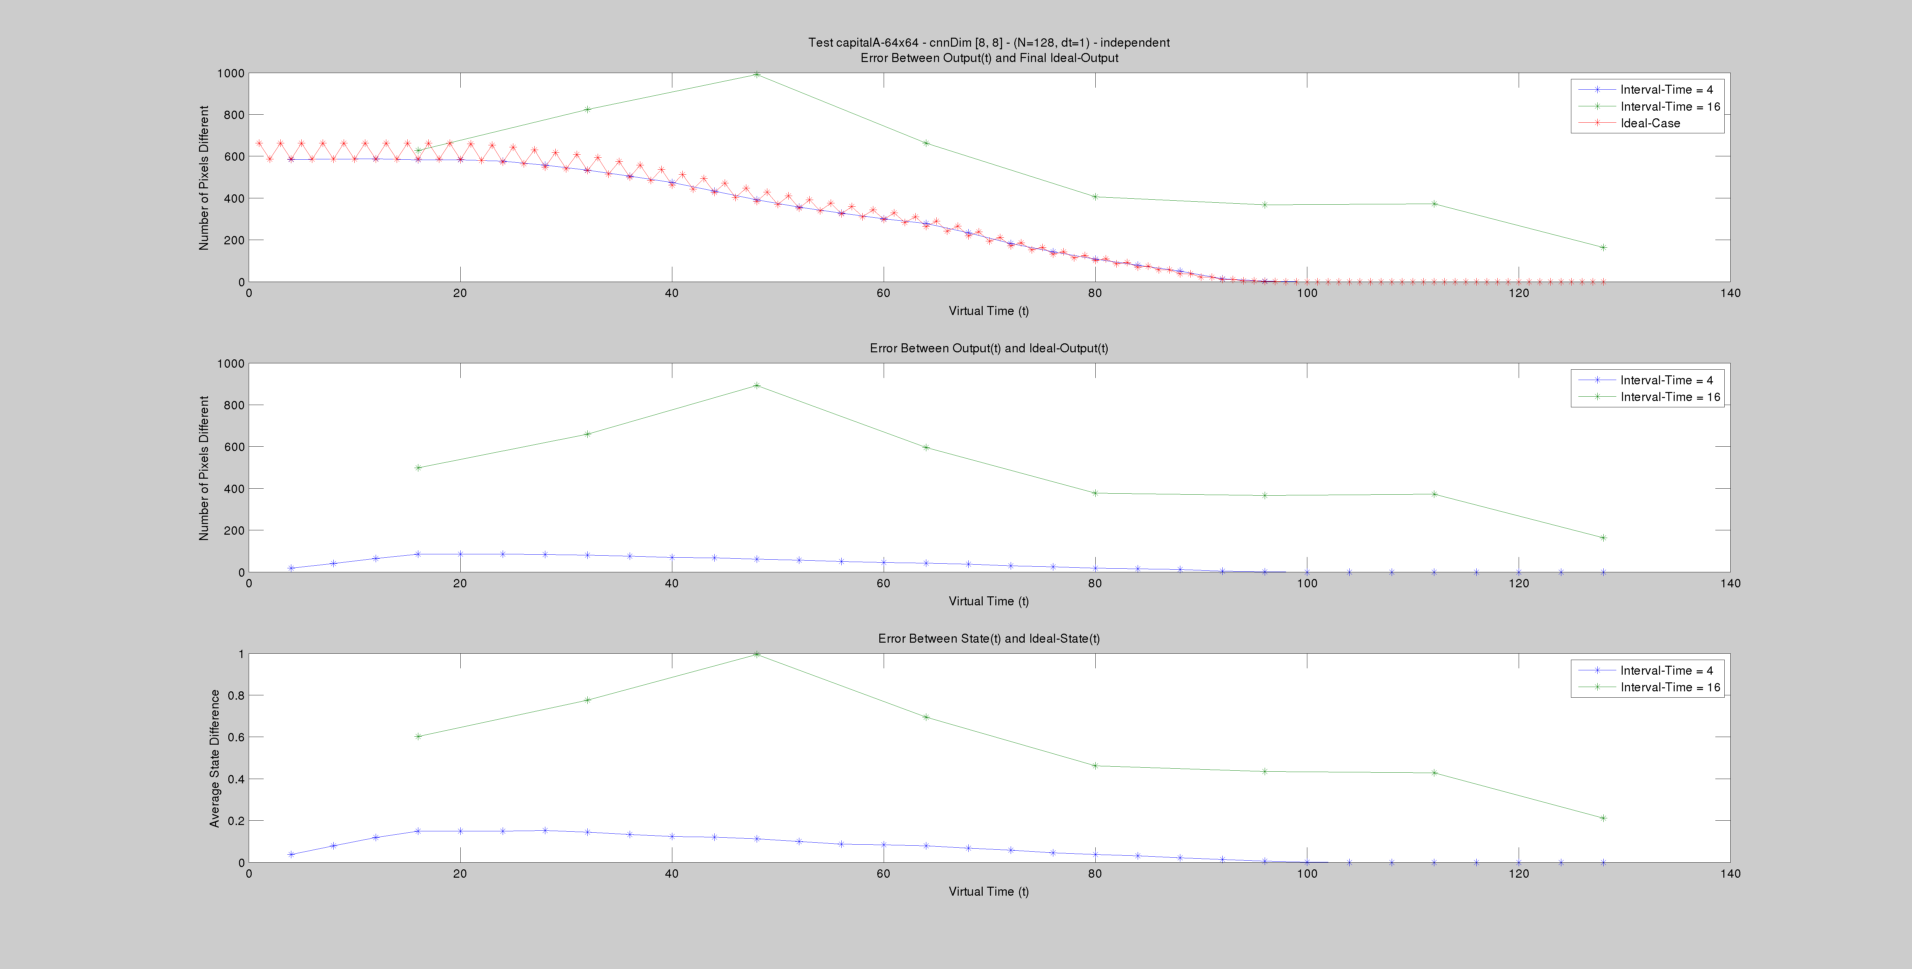 Test capitalA-64x64 - cnnDim [8, 8] - (N=128, dt=1) - independent
Error Between Output(t) and Final Ideal-Output
Number of Pixels Different
1000
800
600
400
200
0
0 20 40 60 80 100 120 140
Virtual Time (t)
Interval-Time = 4
Interval-Time = 16
Ideal-Case
Error Between Output(t) and Ideal-Output(t)
Number of Pixels Different
1000
800
600
400
200
0
0 20 40 60 80 100 120 140
Virtual Time (t)
Interval-Time = 4
Interval-Time = 16
Error Between State(t) and Ideal-State(t)
Average State Difference
1
0.8
0.6
0.4
0.2
0
0 20 40 60 80 100 120 140
Virtual Time (t)
Interval-Time = 4
Interval-Time = 16